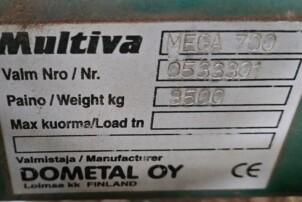 Multiva MEGA 700
Valm Nro / Nr. 0533301
Paino / Weight kg 3500
Max kuorma/Load tn
Valmistaja / Manufacturer
DOMETAL OY CE
Loimaa kk FINLAND